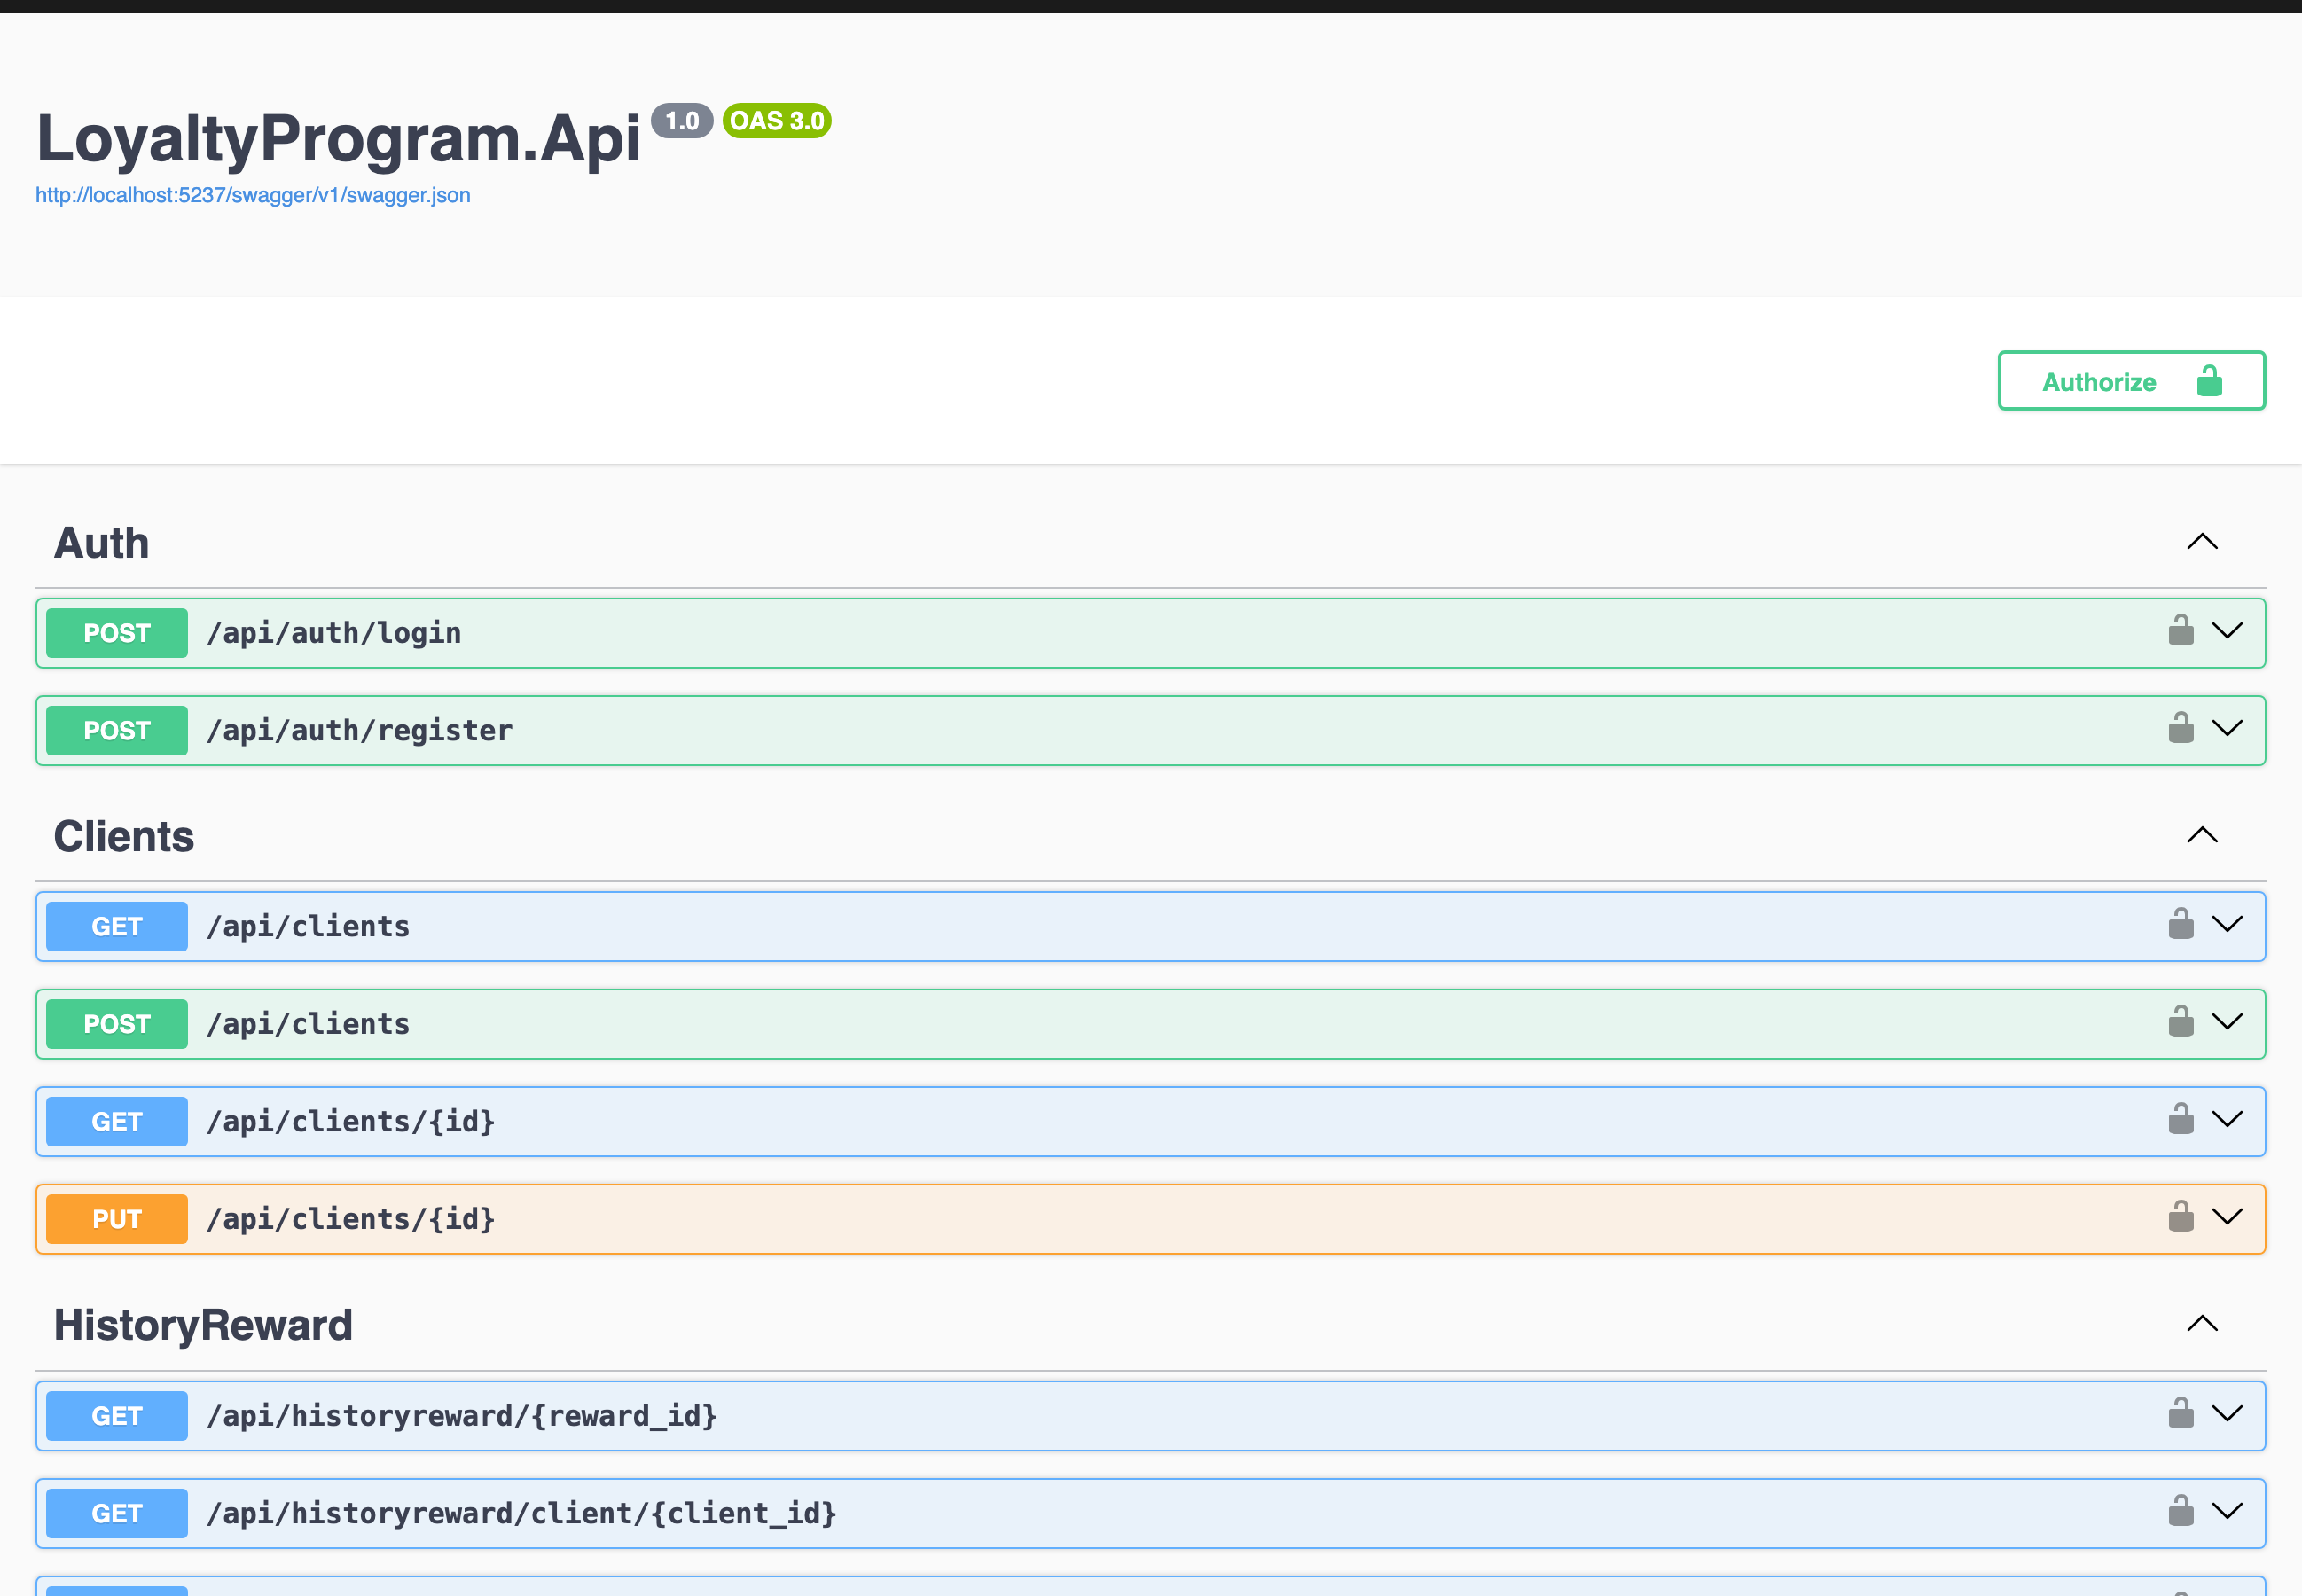 LoyaltyProgram.Api 1.0 OAS 3.0
http://localhost:5237/swagger/v1/swagger.json
Authorize
Auth
POST /api/auth/login
POST /api/auth/register
Clients
GET /api/clients
POST /api/clients
GET /api/clients/{id}
PUT /api/clients/{id}
HistoryReward
GET /api/historyreward/{reward_id}
GET /api/historyreward/client/{client_id}